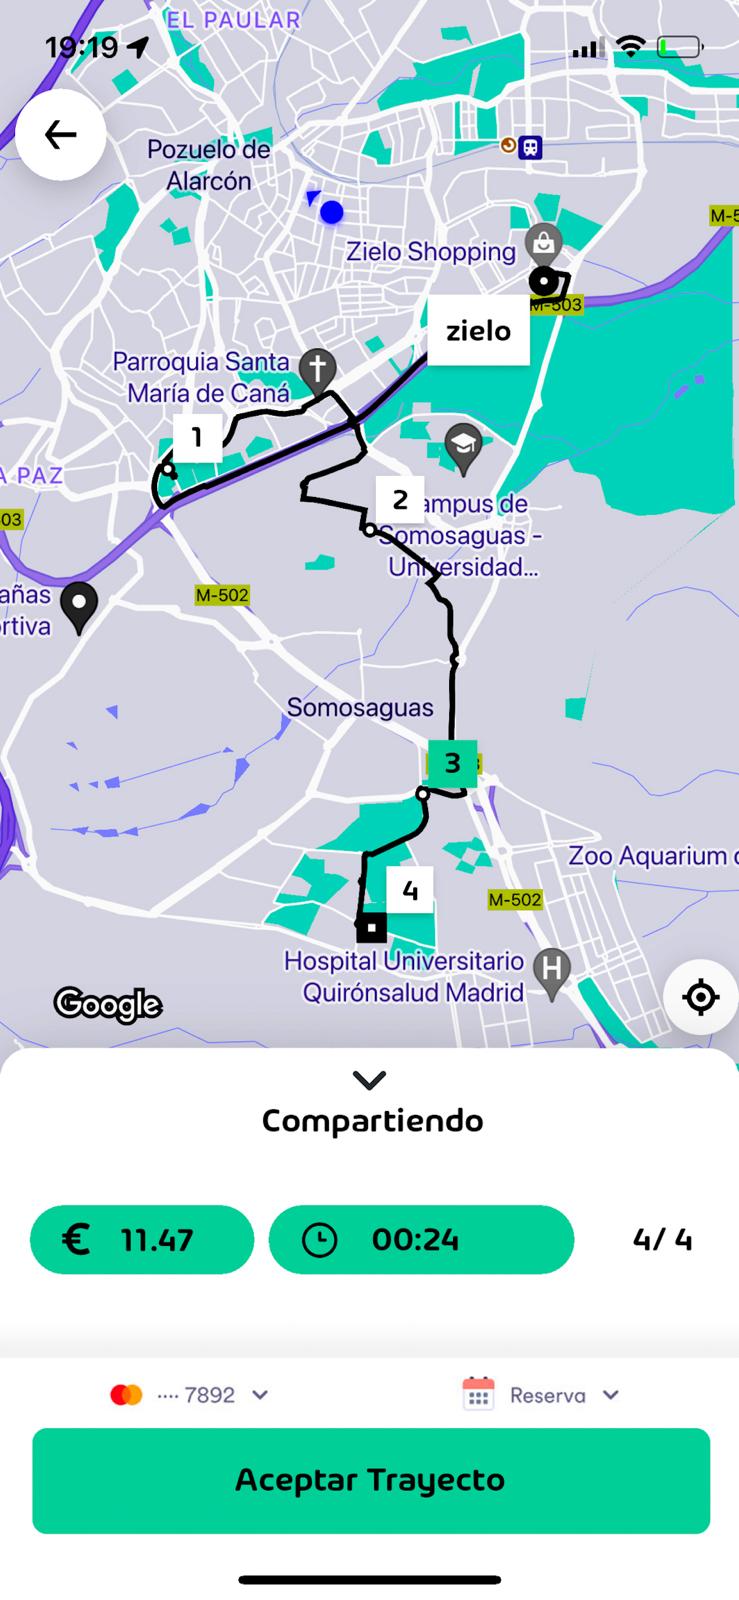 EL PAULAR
19:19
Pozuelo de
Alarcón
M-5
Zielo Shopping
M-503
zielo
Parroquia Santa
María de Caná
1
A PAZ
2
ampus de
03
Somosaguas -
Universidad...
añas
M-502
rtiva
Somosaguas
3
Zoo Aquarium
4
M-502
Hospital Universitario
Quirónsalud Madrid
H
Google
Compartiendo
€ 11.47
00:24
4/ 4
···· 7892
Reserva
Aceptar Trayecto